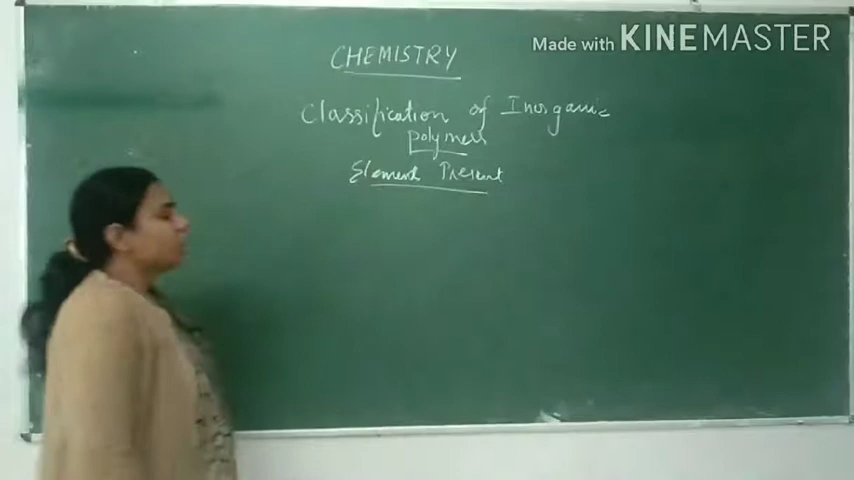 Made with KINEMASTER
CHEMISTRY
Classification of Inorganic
Polymers
Elements Present